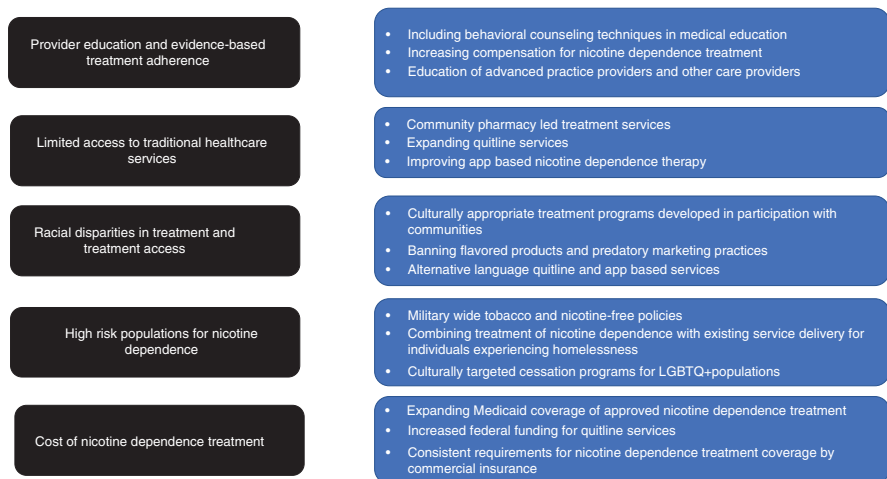 Provider education and evidence-based
treatment adherence
• Including behavioral counseling techniques in medical education
• Increasing compensation for nicotine dependence treatment
• Education of advanced practice providers and other care providers
Limited access to traditional healthcare
services
• Community pharmacy led treatment services
• Expanding quitline services
• Improving app based nicotine dependence therapy
Racial disparities in treatment and
treatment access
• Culturally appropriate treatment programs developed in participation with
communities
• Banning flavored products and predatory marketing practices
• Alternative language quitline and app based services
High risk populations for nicotine
dependence
• Military wide tobacco and nicotine-free policies
• Combining treatment of nicotine dependence with existing service delivery for
individuals experiencing homelessness
• Culturally targeted cessation programs for LGBTQ+populations
Cost of nicotine dependence treatment
• Expanding Medicaid coverage of approved nicotine dependence treatment
• Increased federal funding for quitline services
• Consistent requirements for nicotine dependence treatment coverage by
commercial insurance